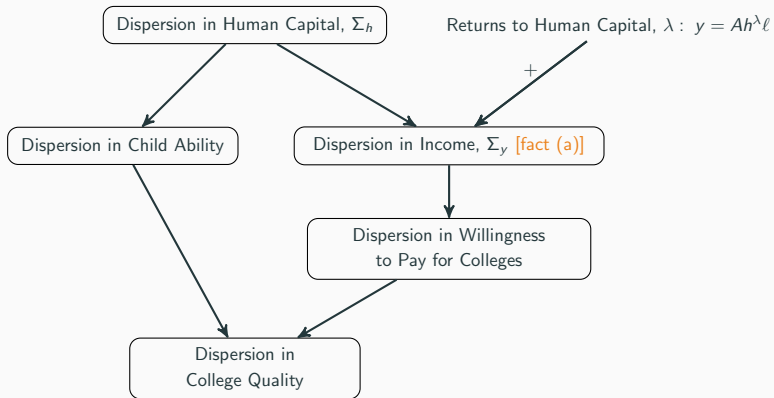 Dispersion in Human Capital, Σ_h
Returns to Human Capital, λ : y = Ah^λ ℓ
+
Dispersion in Child Ability
Dispersion in Income, Σ_y [fact (a)]
Dispersion in Willingness
to Pay for Colleges
Dispersion in
College Quality